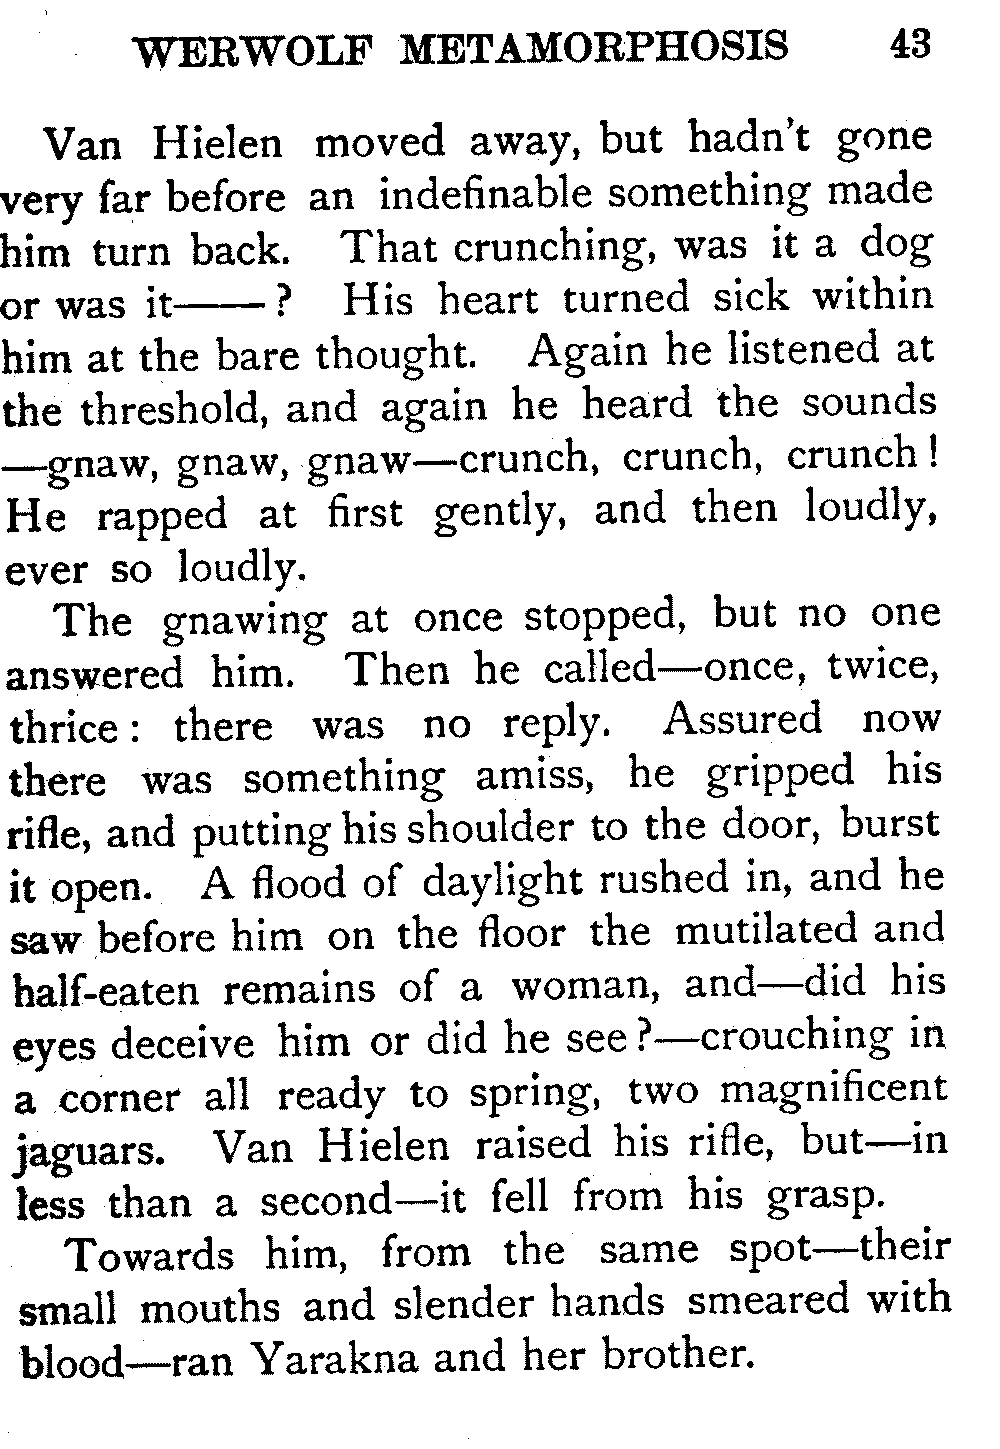 WERWOLF METAMORPHOSIS 43
Van Hielen moved away, but hadn't gone
very far before an indefinable something made
him turn back. That crunching, was it a dog
or was it——? His heart turned sick within
him at the bare thought. Again he listened at
the threshold, and again he heard the sounds
—gnaw, gnaw, gnaw—crunch, crunch, crunch!
He rapped at first gently, and then loudly,
ever so loudly.
The gnawing at once stopped, but no one
answered him. Then he called—once, twice,
thrice: there was no reply. Assured now
there was something amiss, he gripped his
rifle, and putting his shoulder to the door, burst
it open. A flood of daylight rushed in, and he
saw before him on the floor the mutilated and
half-eaten remains of a woman, and—did his
eyes deceive him or did he see?—crouching in
a corner all ready to spring, two magnificent
jaguars. Van Hielen raised his rifle, but—in
less than a second—it fell from his grasp.
Towards him, from the same spot—their
small mouths and slender hands smeared with
blood—ran Yarakna and her brother.